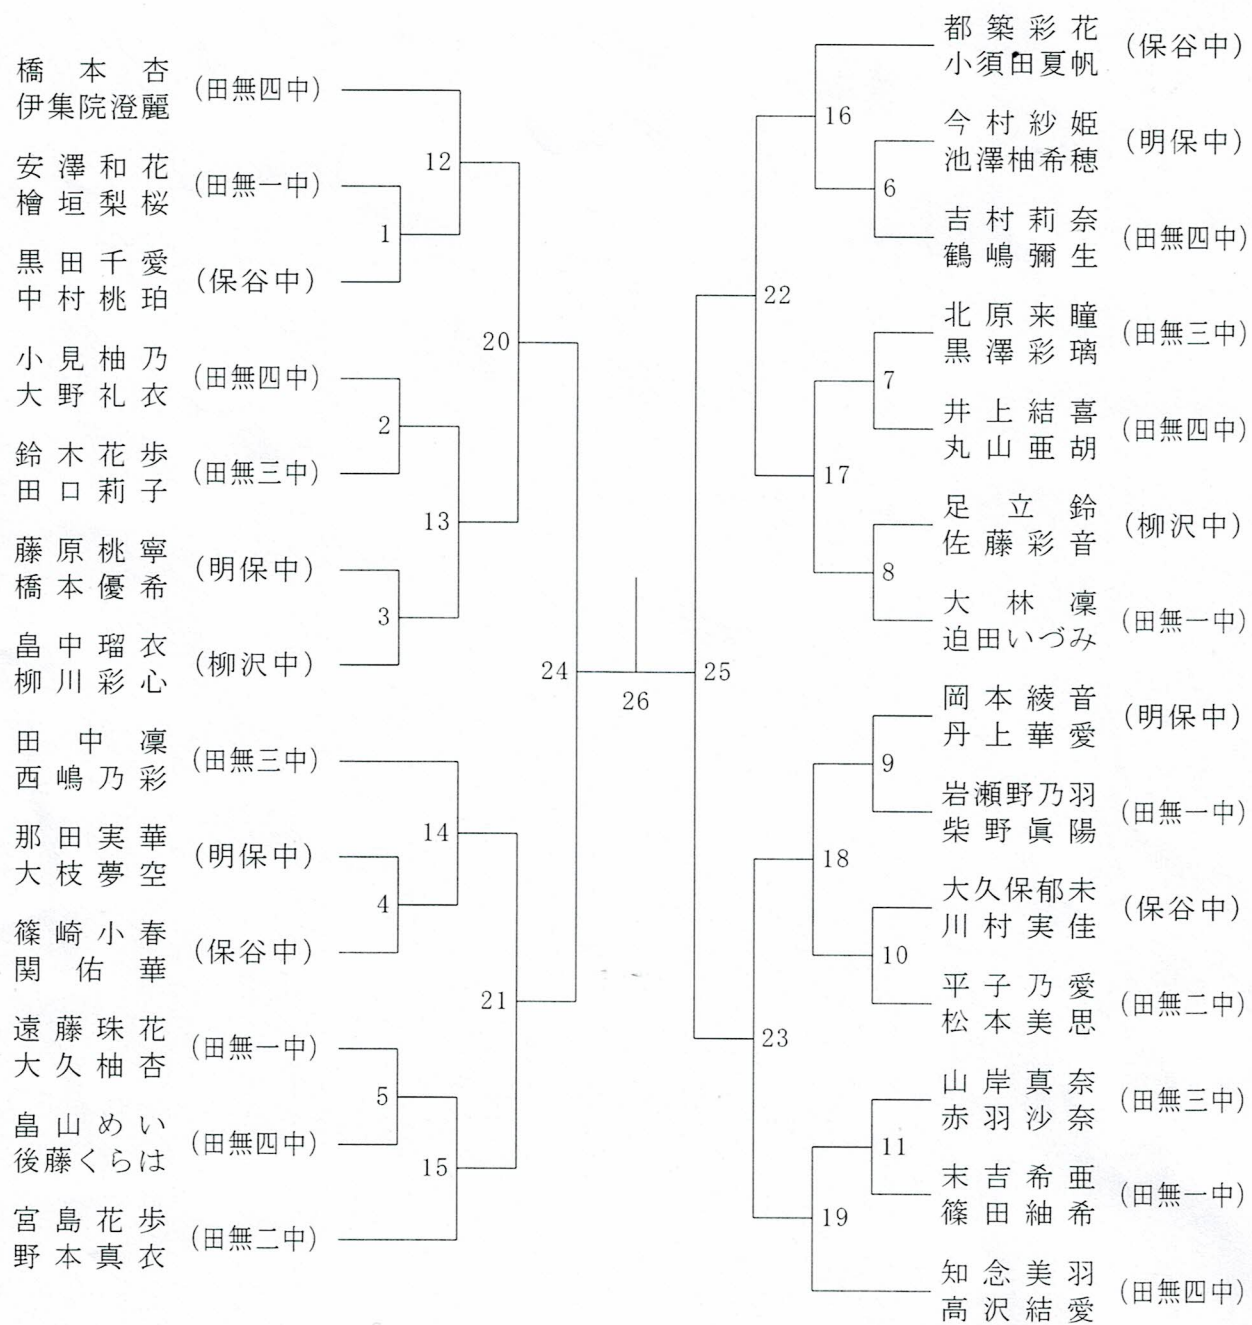 橋本杏
伊集院澄麗
(田無四中)
安澤和花
檜垣梨桜
(田無一中)
黒田千愛
中村桃珀
(保谷中)
小見柚乃
大野礼衣
(田無四中)
鈴木花歩
田口莉子
(田無三中)
藤原桃寧
橋本優希
(明保中)
畠中瑠衣
柳川彩心
(柳沢中)
田中凜
西嶋乃彩
(田無三中)
那田実華
大枝夢空
(明保中)
篠崎小春
関佑華
(保谷中)
遠藤珠花
大久柚杏
(田無一中)
畠山めい
後藤くらは
(田無四中)
宮島花歩
野本真衣
(田無二中)
1
2
3
4
5
12
13
14
15
20
21
24
26
25
22
23
16
17
18
19
6
7
8
9
10
11
都築彩花
小須田夏帆
(保谷中)
今村紗姫
池澤柚希穂
(明保中)
吉村莉奈
鶴嶋彌生
(田無四中)
北原来瞳
黒澤彩璃
(田無三中)
井上結喜
丸山亜胡
(田無四中)
足立鈴
佐藤彩音
(柳沢中)
大林凜
迫田いづみ
(田無一中)
岡本綾音
丹上華愛
(明保中)
岩瀬野乃羽
柴野眞陽
(田無一中)
大久保郁未
川村実佳
(保谷中)
平子乃愛
松本美思
(田無二中)
山岸真奈
赤羽沙奈
(田無三中)
末吉希亜
篠田紬希
(田無一中)
知念美羽
高沢結愛
(田無四中)